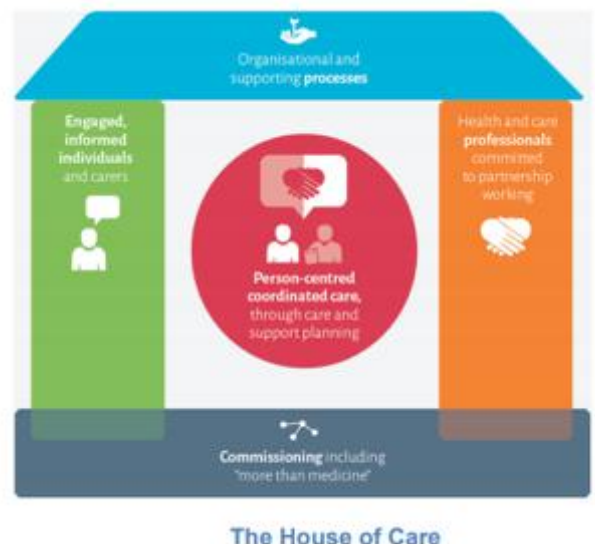 Organisational and
supporting processes
Engaged,
informed
individuals
and carers
Person-centred
coordinated care,
through care and
support planning
Health and care
professionals
committed
to partnership
working
Commissioning including
"more than medicine"
The House of Care